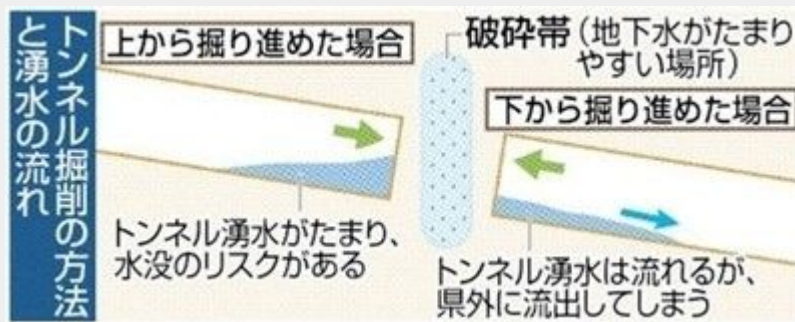 トンネル掘削の方法
と湧水の流れ
上から掘り進めた場合
トンネル湧水がたまり、
水没のリスクがある
破砕帯(地下水がたまり
やすい場所)
下から掘り進めた場合
トンネル湧水は流れるが、
県外に流出してしまう